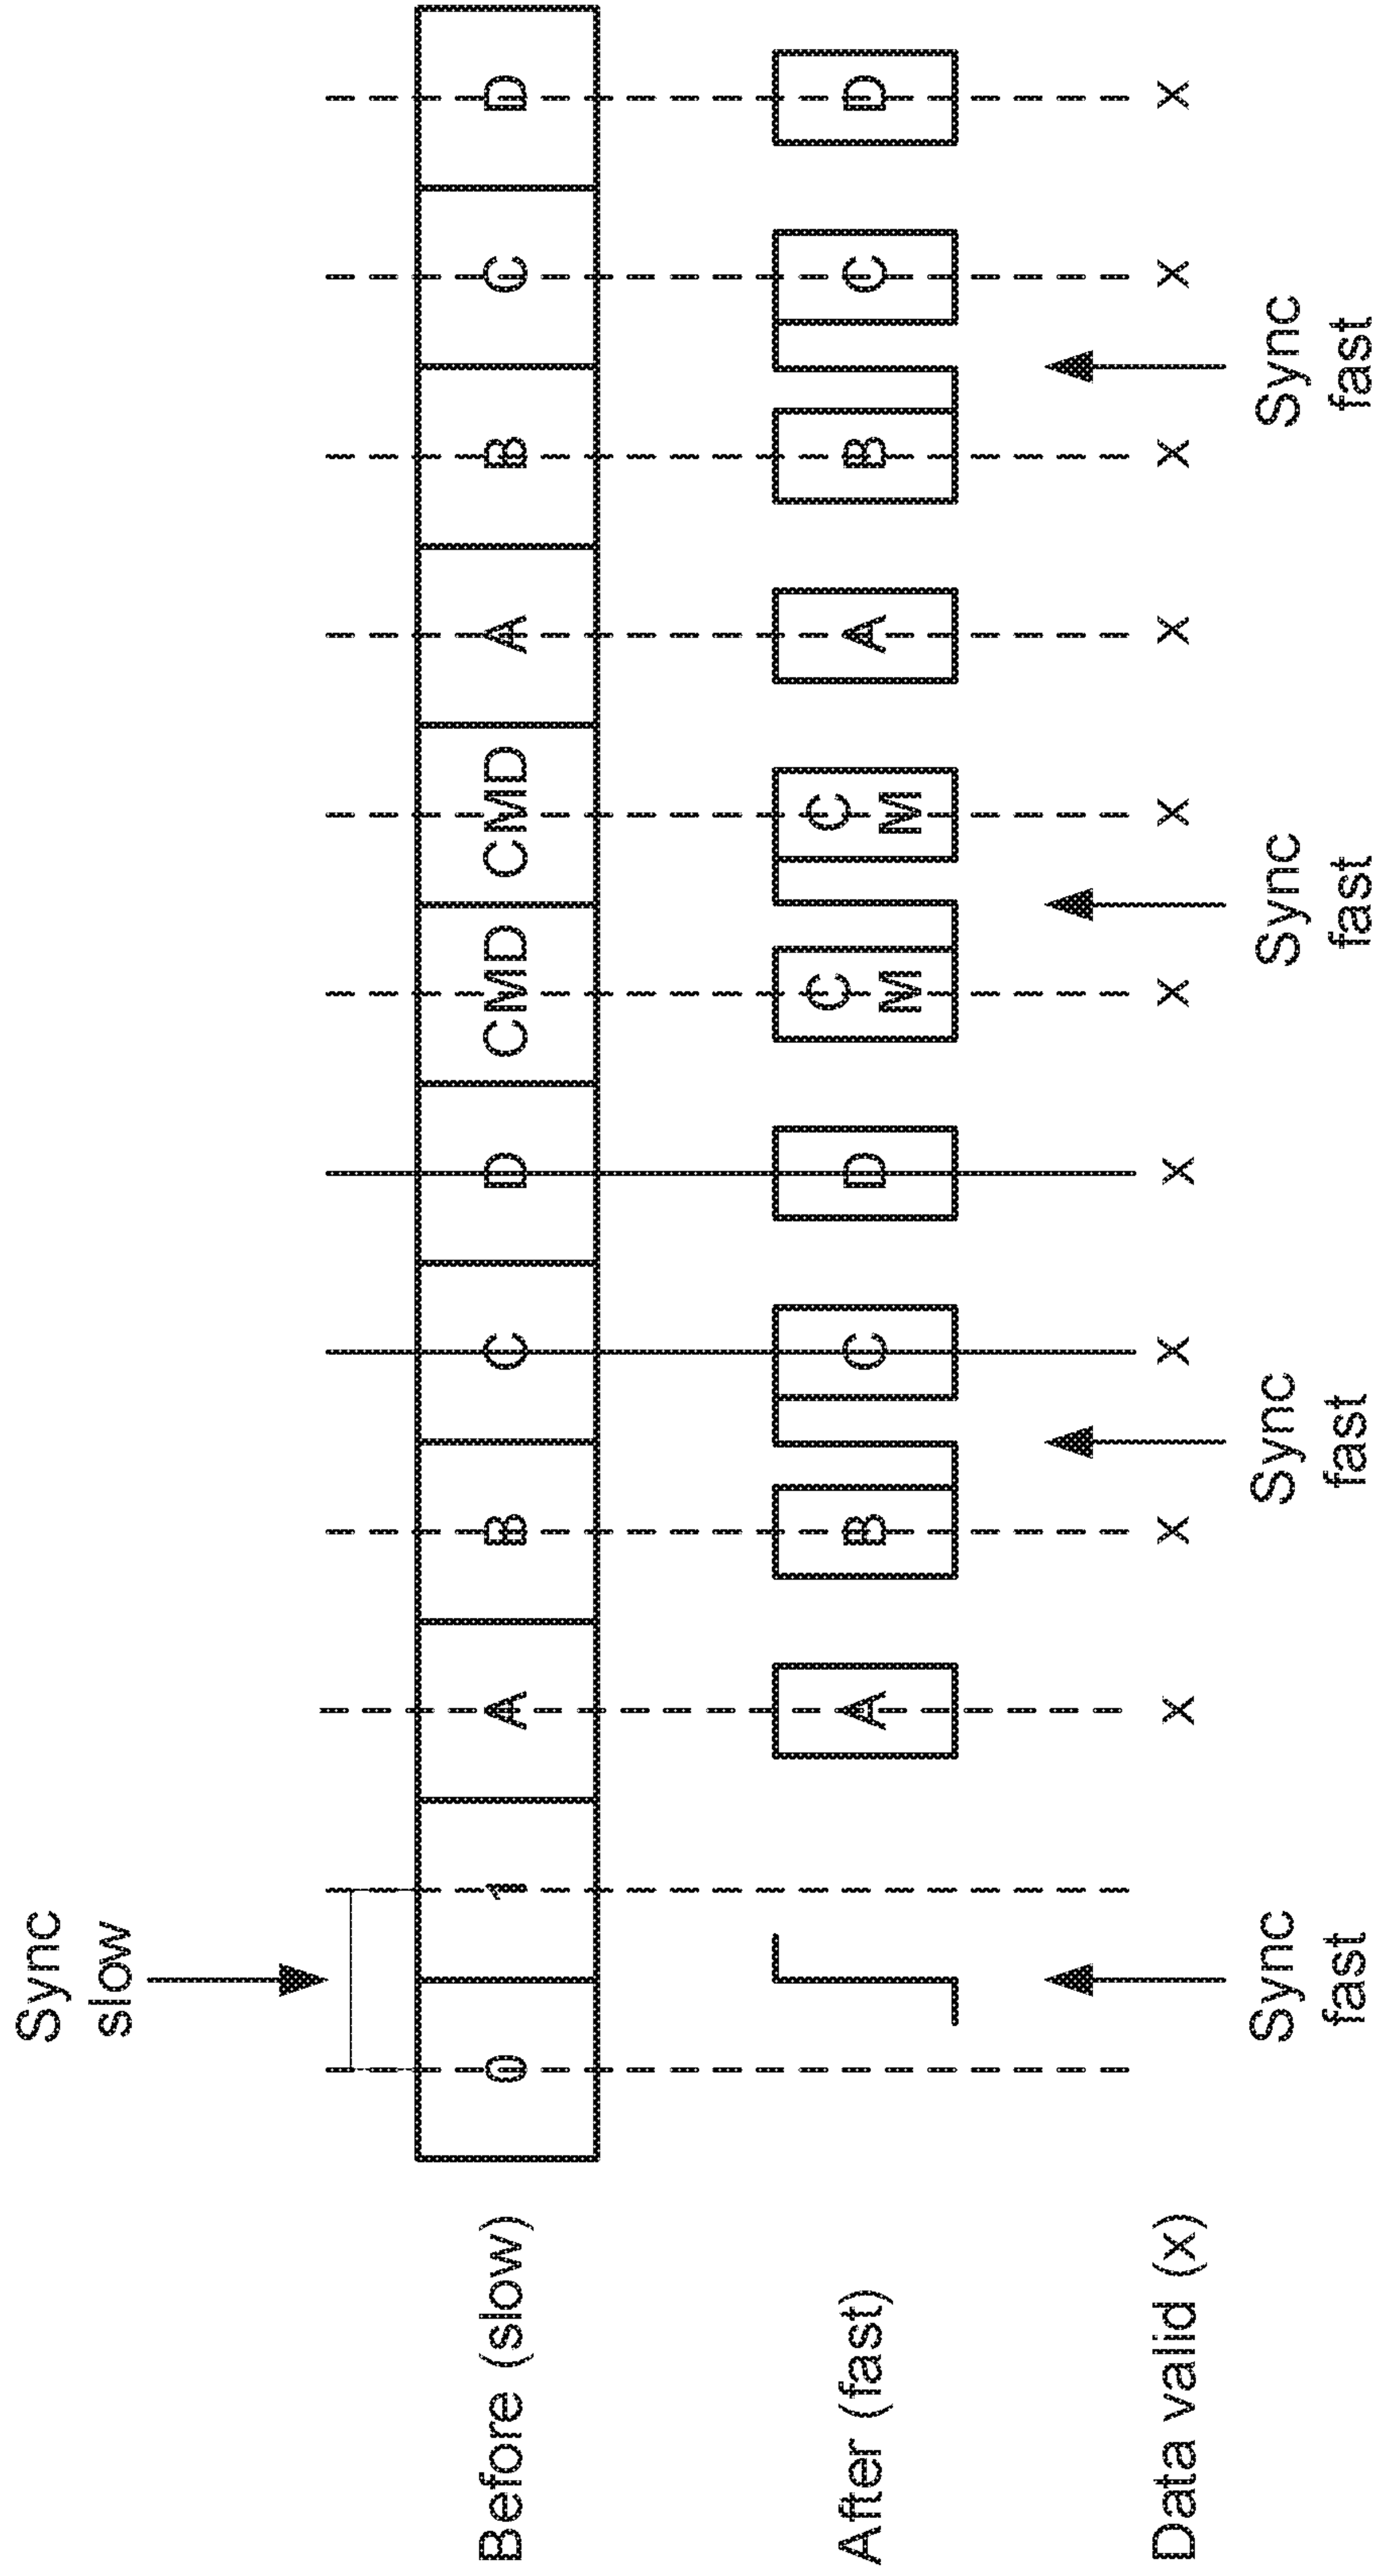 Sync
slow
Before (slow)
0 1 A B C D CMD CMD A B C D
After (fast)
A B C D C C A B C D
M M
Data valid (x)
x x x x x x x x x x
Sync Sync Sync Sync
fast fast fast fast